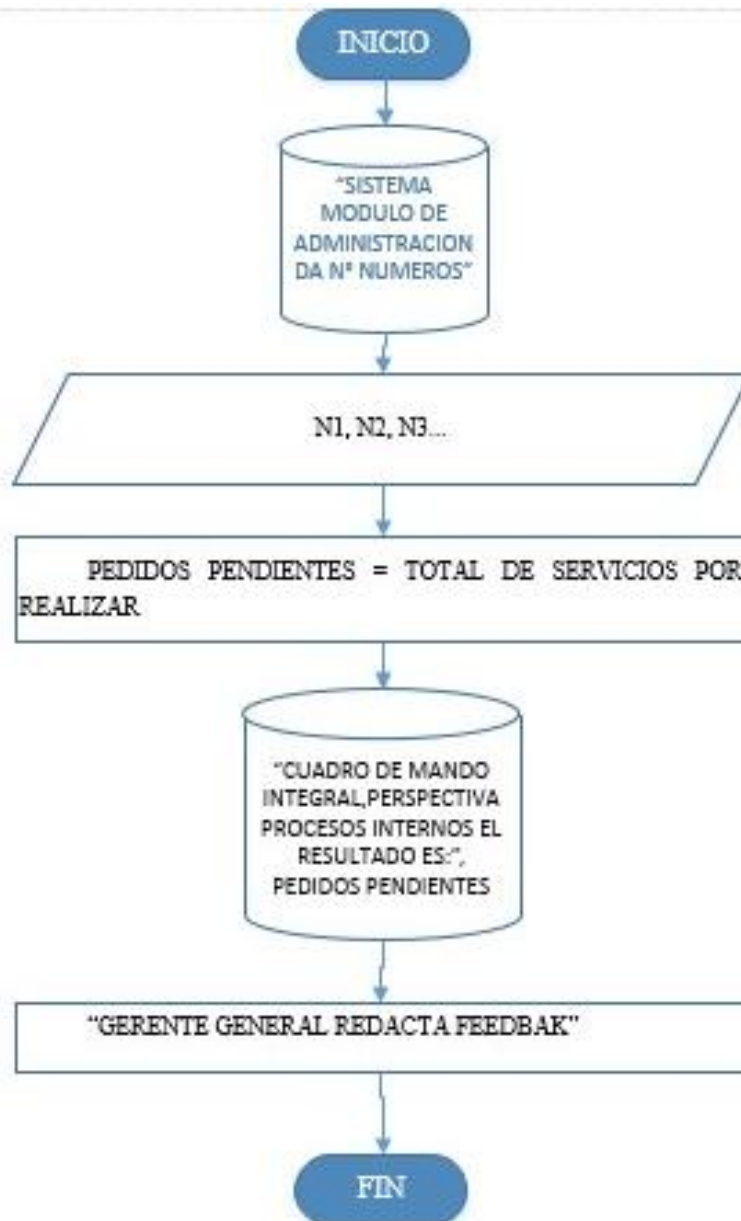 INICIO
“SISTEMA
MODULO DE
ADMINISTRACION
DA Nº NUMEROS”
N1, N2, N3...
PEDIDOS PENDIENTES = TOTAL DE SERVICIOS POR
REALIZAR
“CUADRO DE MANDO
INTEGRAL,PERSPECTIVA
PROCESOS INTERNOS EL
RESULTADO ES:”,
PEDIDOS PENDIENTES
“GERENTE GENERAL REDACTA FEEDBAK”
FIN